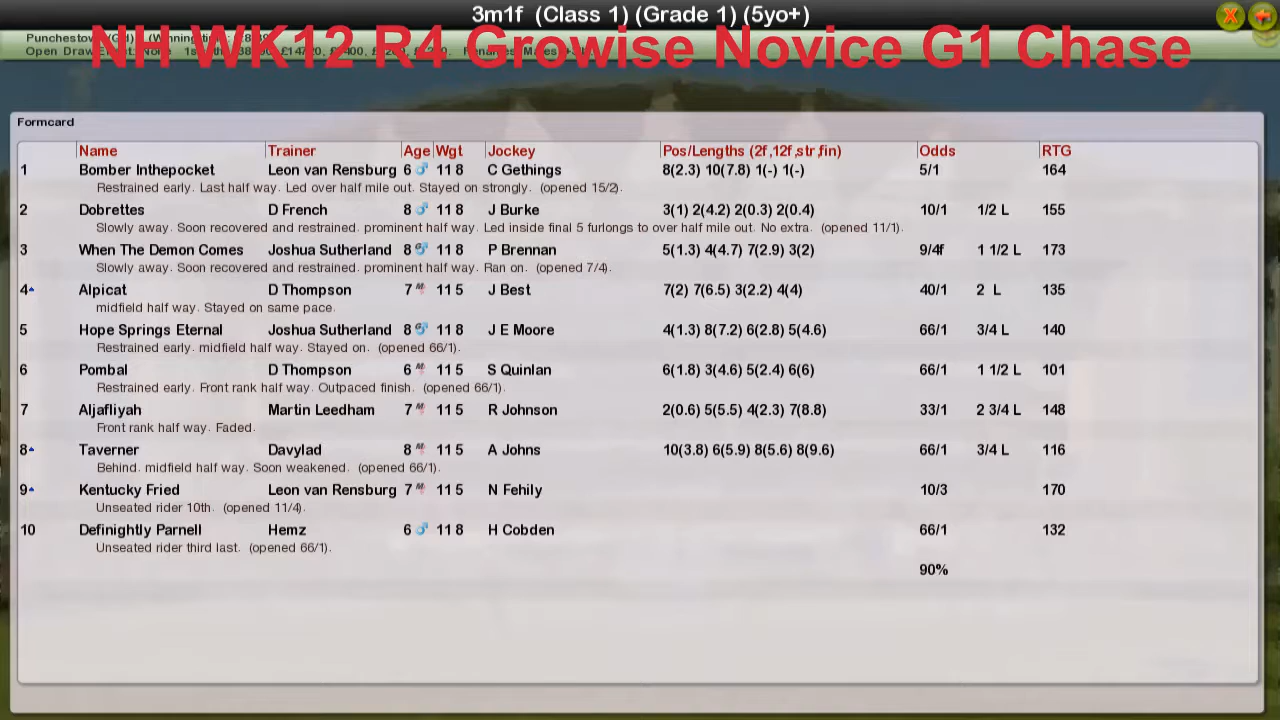 3m1f (Class 1) (Grade 1) (5yo+)
NH WK12 R4 Growise Novice G1 Chase
Formcard
Name Trainer Age Wgt Jockey Pos/Lengths (2f,12f,str,fin) Odds RTG
1 Bomber Inthepocket Leon van Rensburg 6 11 8 C Gethings 8(2.3) 10(7.8) 1(-) 1(-) 5/1 164
Restrained early. Last half way. Led over half mile out. Stayed on strongly. (opened 15/2).
2 Dobrettes D French 8 11 8 J Burke 3(1) 2(4.2) 2(0.3) 2(0.4) 10/1 1/2 L 155
Slowly away. Soon recovered and restrained. prominent half way. Led inside final 5 furlongs to over half mile out. No extra. (opened 11/1).
3 When The Demon Comes Joshua Sutherland 8 11 8 P Brennan 5(1.3) 4(4.7) 7(2.9) 3(2) 9/4f 1 1/2 L 173
Slowly away. Soon recovered and restrained. prominent half way. Ran on. (opened 7/4).
4 Alpicat D Thompson 7 11 5 J Best 7(2) 7(6.5) 3(2.2) 4(4) 40/1 2 L 135
midfield half way. Stayed on same pace.
5 Hope Springs Eternal Joshua Sutherland 8 11 8 J E Moore 4(1.3) 8(7.2) 6(2.8) 5(4.6) 66/1 3/4 L 140
Restrained early. midfield half way. Stayed on. (opened 66/1).
6 Pombal D Thompson 6 11 5 S Quinlan 6(1.8) 3(4.6) 5(2.4) 6(6) 66/1 1 1/2 L 101
Restrained early. Front rank half way. Outpaced finish. (opened 66/1).
7 Aljafliyah Martin Leedham 7 11 5 R Johnson 2(0.6) 5(5.5) 4(2.3) 7(8.8) 33/1 2 3/4 L 148
Front rank half way. Faded.
8 Taverner Davylad 8 11 5 A Johns 10(3.8) 6(5.9) 8(5.6) 8(9.6) 66/1 3/4 L 116
Behind. midfield half way. Soon weakened. (opened 66/1).
9 Kentucky Fried Leon van Rensburg 7 11 5 N Fehily 10/3 170
Unseated rider 10th. (opened 11/4).
10 Definightly Parnell Hemz 6 11 8 H Cobden 66/1 132
Unseated rider third last. (opened 66/1).
90%